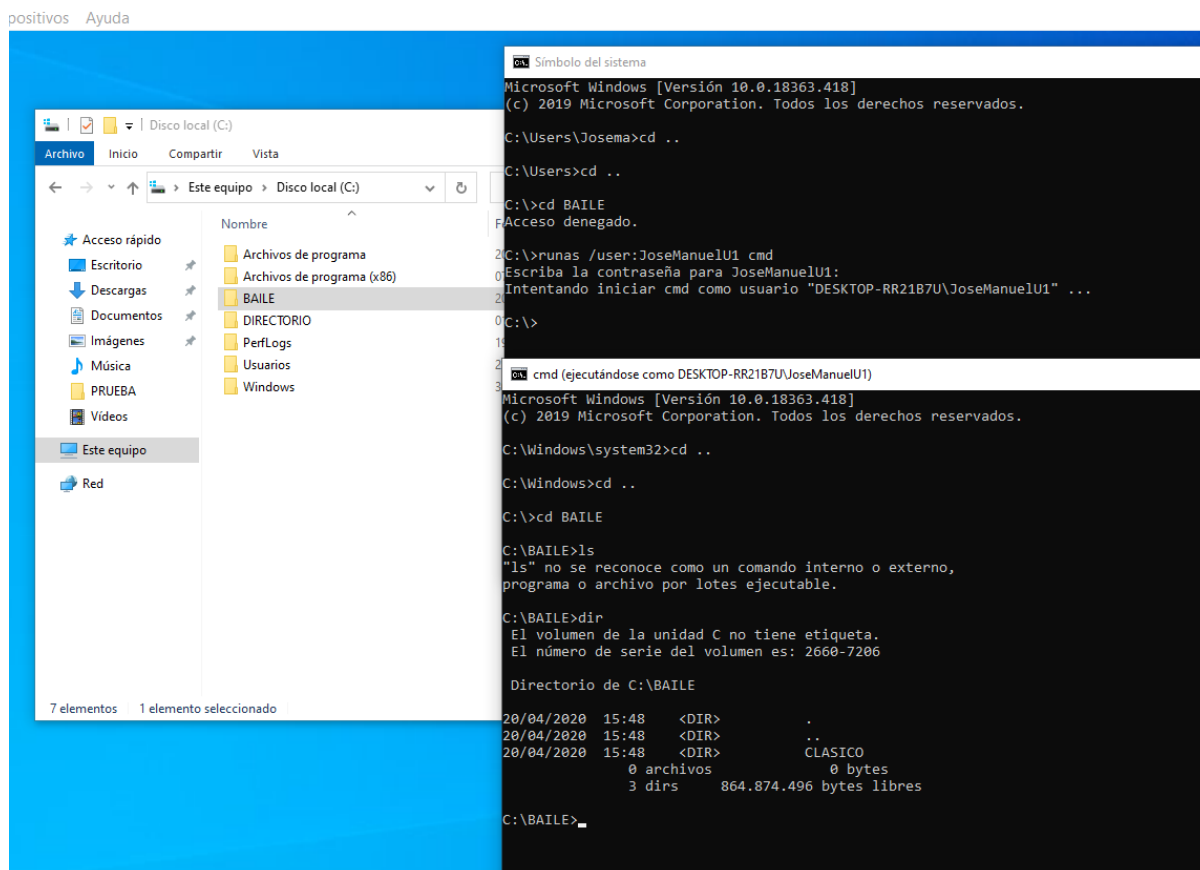 positivos Ayuda
Disco local (C:)
Archivo Inicio Compartir Vista
Este equipo > Disco local (C:)
Nombre
Acceso rápido
Escritorio
Descargas
Documentos
Imágenes
Música
PRUEBA
Vídeos
Este equipo
Red
Archivos de programa
Archivos de programa (x86)
BAILE
DIRECTORIO
PerfLogs
Usuarios
Windows
7 elementos 1 elemento seleccionado
Símbolo del sistema
Microsoft Windows [Versión 10.0.18363.418]
(c) 2019 Microsoft Corporation. Todos los derechos reservados.
C:\Users\Josema>cd ..
C:\Users>cd ..
C:\>cd BAILE
Acceso denegado.
C:\>runas /user:JoseManuelU1 cmd
Escriba la contraseña para JoseManuelU1:
Intentando iniciar cmd como usuario "DESKTOP-RR21B7U\JoseManuelU1" ...
C:\>
cmd (ejecutándose como DESKTOP-RR21B7U\JoseManuelU1)
Microsoft Windows [Versión 10.0.18363.418]
(c) 2019 Microsoft Corporation. Todos los derechos reservados.
C:\Windows\system32>cd ..
C:\Windows>cd ..
C:\>cd BAILE
C:\BAILE>ls
"ls" no se reconoce como un comando interno o externo,
programa o archivo por lotes ejecutable.
C:\BAILE>dir
El volumen de la unidad C no tiene etiqueta.
El número de serie del volumen es: 2660-7206
Directorio de C:\BAILE
20/04/2020 15:48 <DIR> .
20/04/2020 15:48 <DIR> ..
20/04/2020 15:48 <DIR> CLASICO
0 archivos 0 bytes
3 dirs 864.874.496 bytes libres
C:\BAILE>